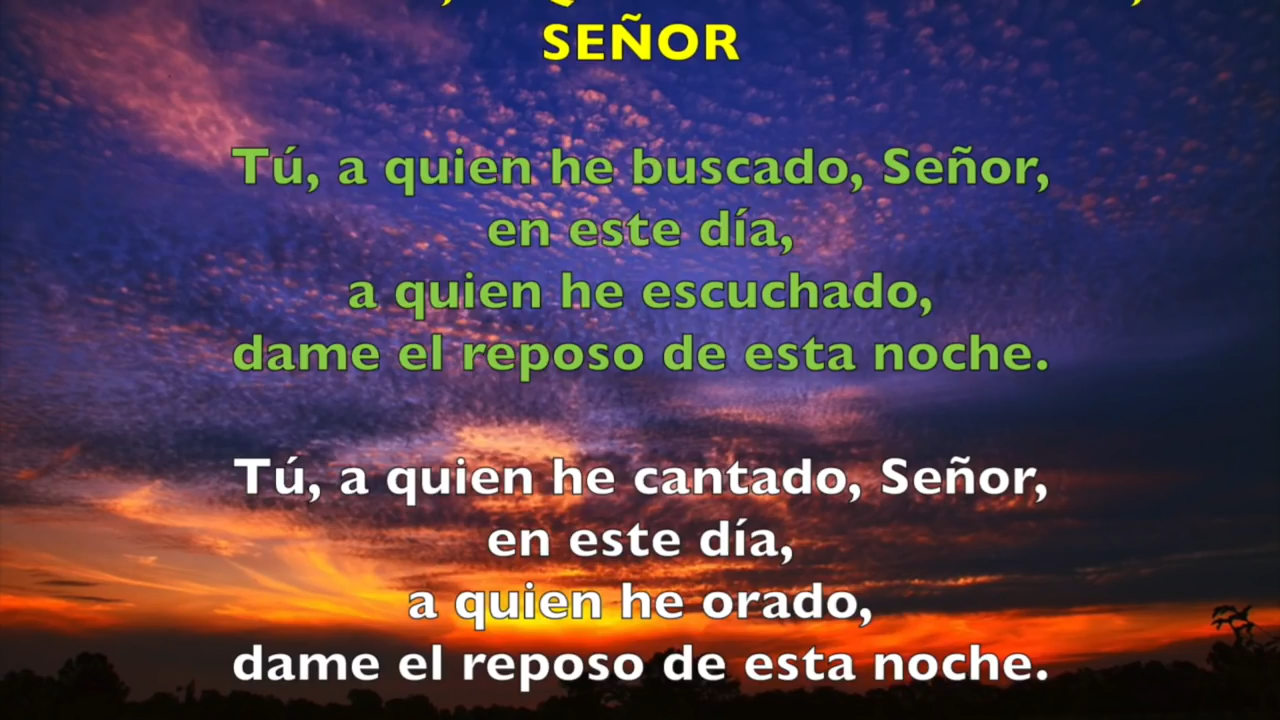 SEÑOR
Tú, a quien he buscado, Señor,
en este día,
a quien he escuchado,
dame el reposo de esta noche.
Tú, a quien he cantado, Señor,
en este día,
a quien he orado,
dame el reposo de esta noche.